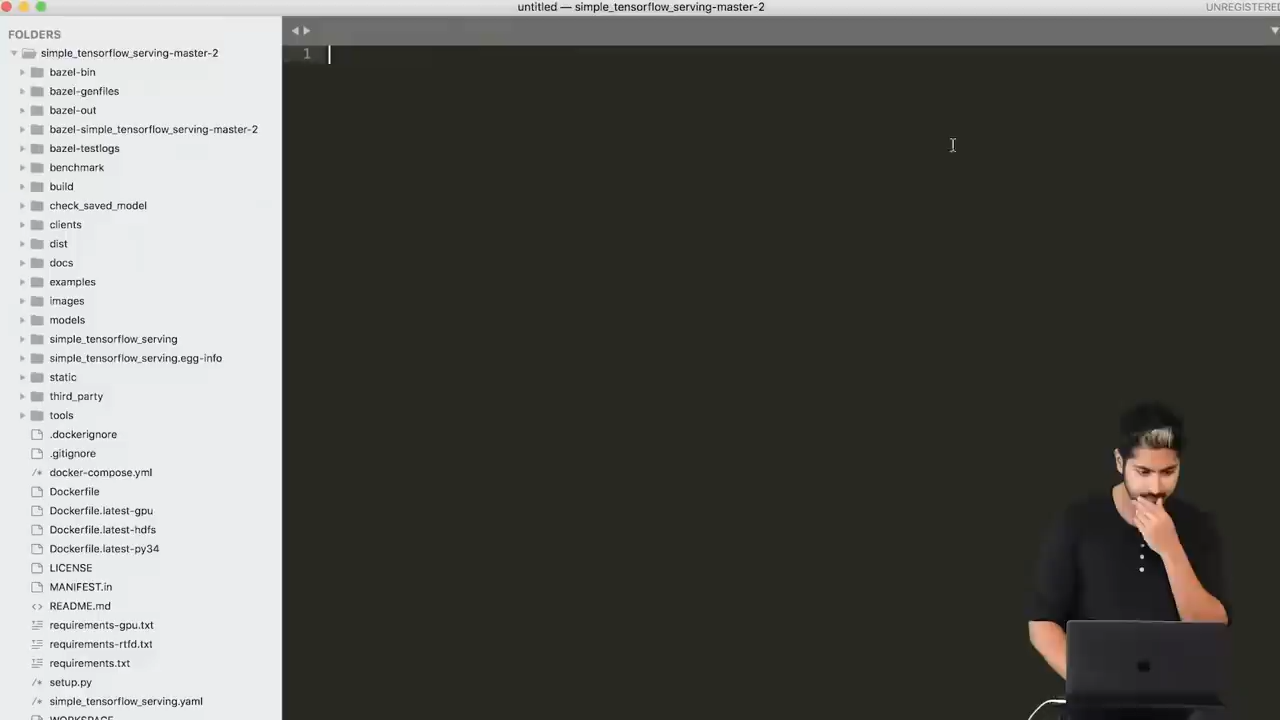 untitled — simple_tensorflow_serving-master-2
UNREGISTERED
FOLDERS
simple_tensorflow_serving-master-2
1
bazel-bin
bazel-genfiles
bazel-out
bazel-simple_tensorflow_serving-master-2
bazel-testlogs
benchmark
build
check_saved_model
clients
dist
docs
examples
images
models
simple_tensorflow_serving
simple_tensorflow_serving.egg-info
static
third_party
tools
.dockerignore
.gitignore
/* docker-compose.yml
Dockerfile
Dockerfile.latest-gpu
Dockerfile.latest-hdfs
Dockerfile.latest-py34
LICENSE
MANIFEST.in
<> README.md
requirements-gpu.txt
requirements-rtfd.txt
requirements.txt
/* setup.py
/* simple_tensorflow_serving.yaml
WORKSPACE